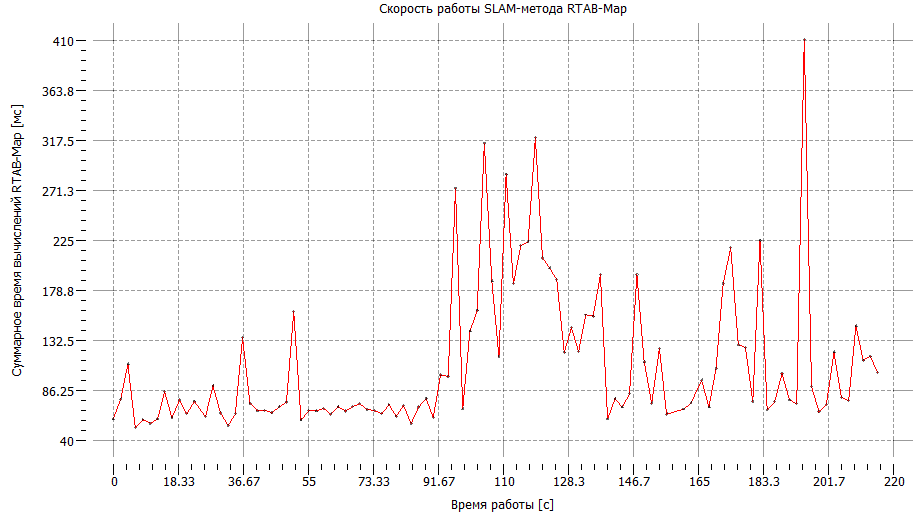 Скорость работы SLAM-метода RTAB-Map
Суммарное время вычислений RTAB-Map [мс]
410
363.8
317.5
271.3
225
178.8
132.5
86.25
40
0 18.33 36.67 55 73.33 91.67 110 128.3 146.7 165 183.3 201.7 220
Время работы [с]